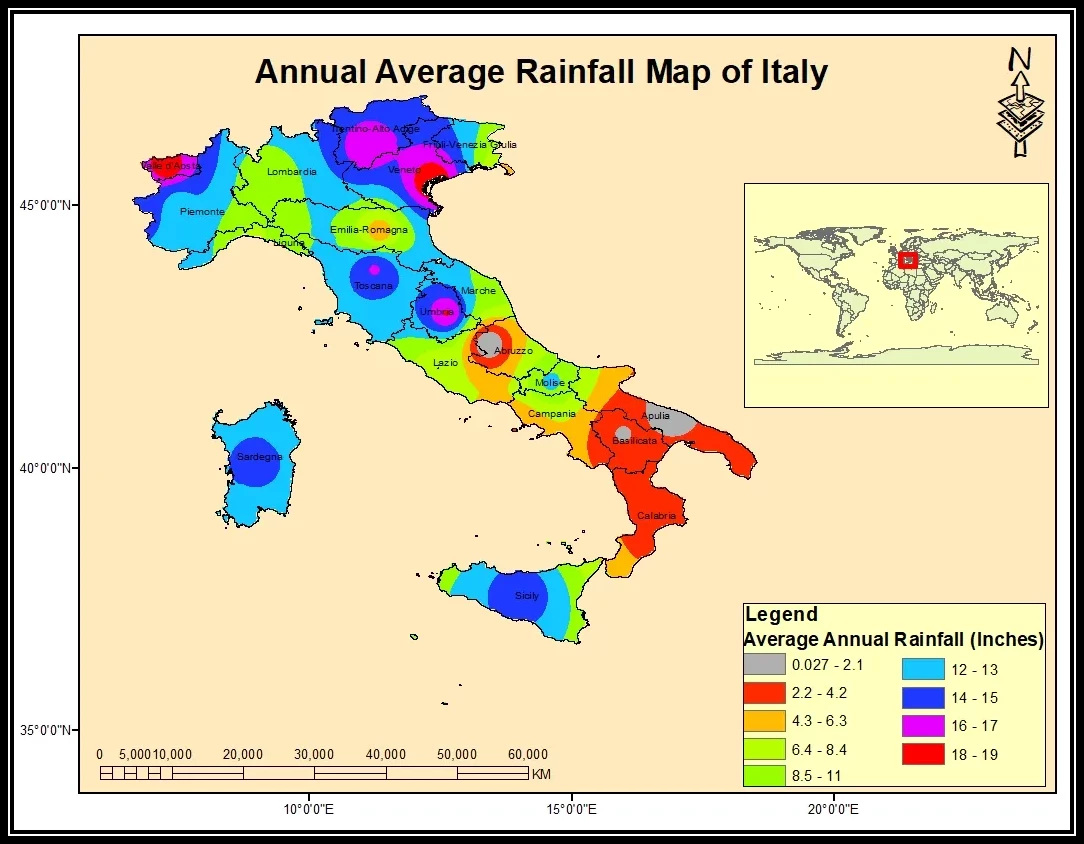 Annual Average Rainfall Map of Italy
N
Trentino-Alto Adige
Friuli-Venezia Giulia
Valle d'Aosta
Lombardia
Veneto
Piemonte
45°0'0"N
Emilia-Romagna
Liguria
Toscana
Marche
Umbria
Abruzzo
Lazio
Molise
Campania
Apulia
Basilicata
Sardegna
40°0'0"N
Calabria
Sicily
35°0'0"N
Legend
Average Annual Rainfall (Inches)
0.027 - 2.1
2.2 - 4.2
4.3 - 6.3
6.4 - 8.4
8.5 - 11
12 - 13
14 - 15
16 - 17
18 - 19
0 5,000 10,000 20,000 30,000 40,000 50,000 60,000
KM
10°0'0"E 15°0'0"E 20°0'0"E